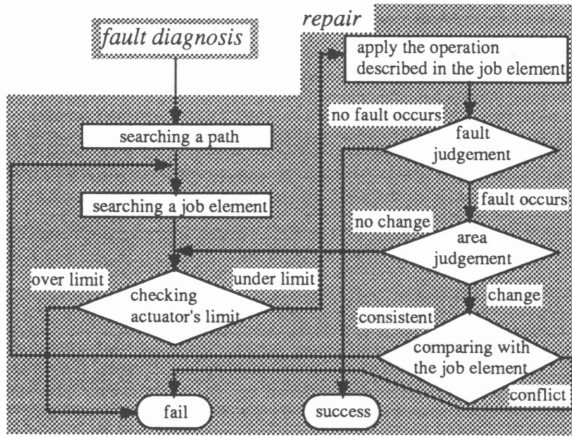 repair
fault diagnosis
apply the operation
described in the job element
searching a path
no fault occurs
fault
judgement
searching a job element
fault occurs
no change
area
judgement
over limit
under limit
checking
actuator's limit
change
consistent
comparing with
the job element
conflict
fail
success